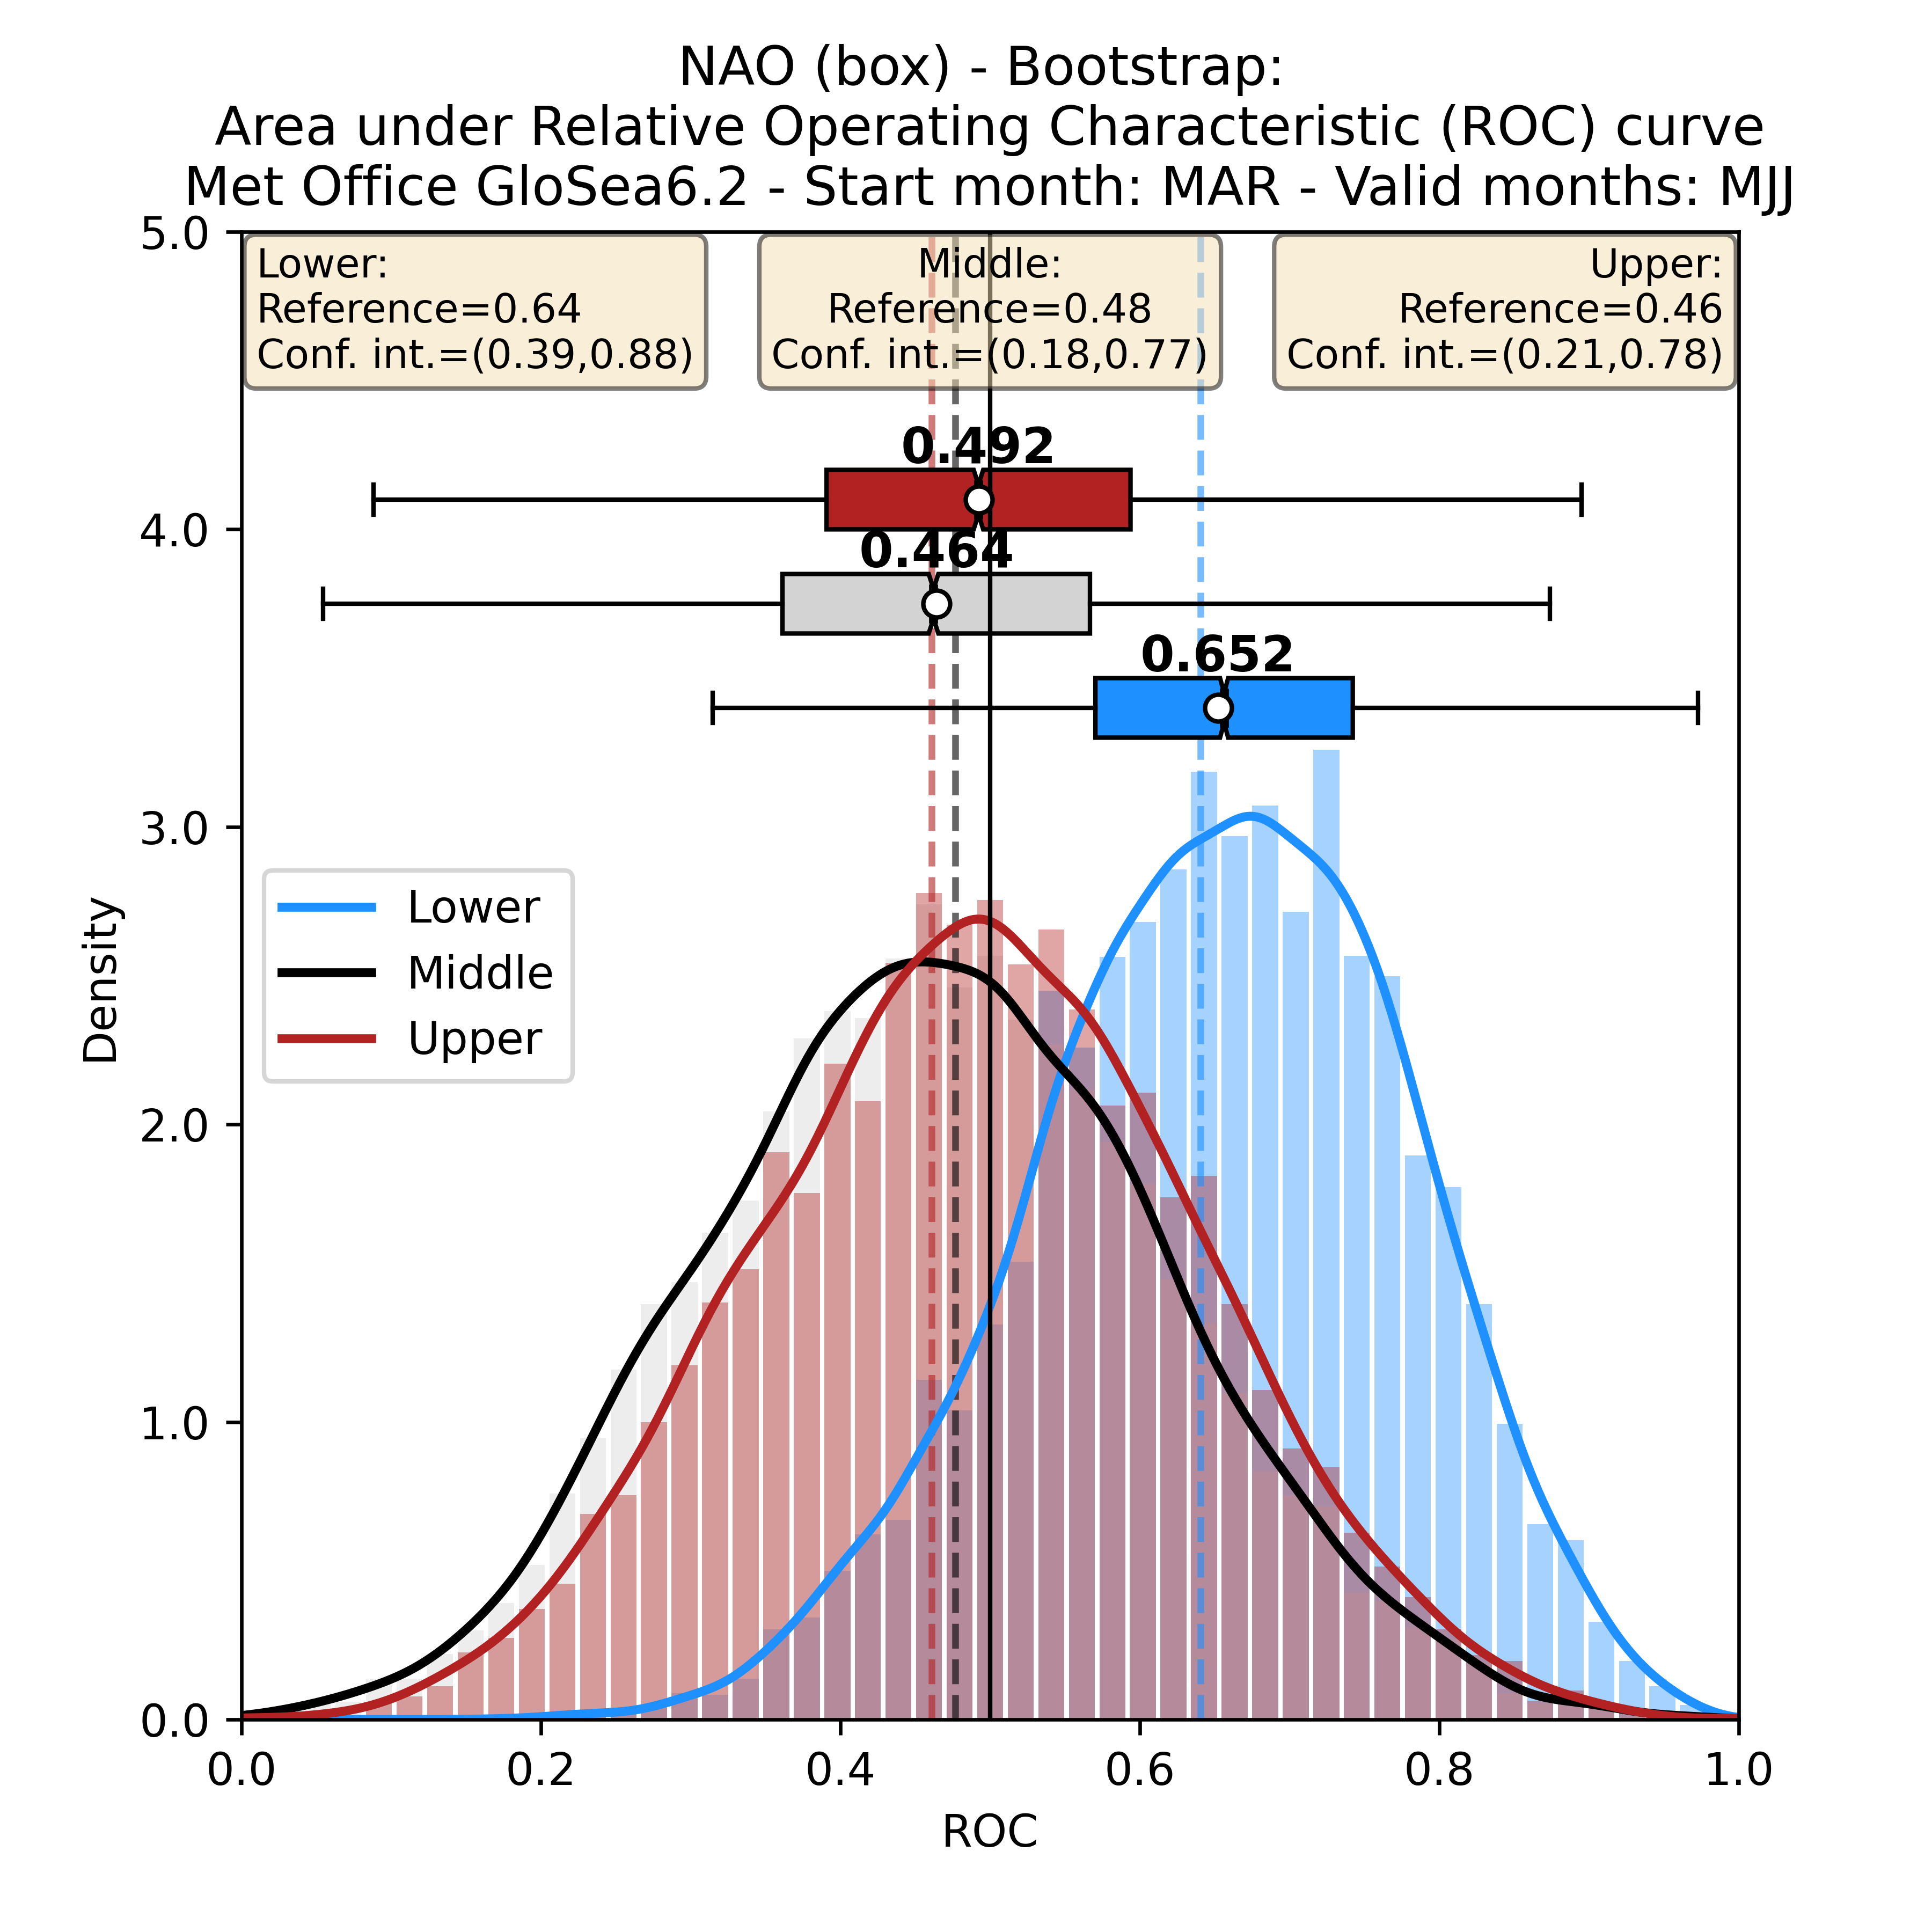 NAO (box) - Bootstrap:
Area under Relative Operating Characteristic (ROC) curve
Met Office GloSea6.2 - Start month: MAR - Valid months: MJJ
Lower:
Reference=0.64
Conf. int.=(0.39,0.88)
Middle:
Reference=0.48
Conf. int.=(0.18,0.77)
Upper:
Reference=0.46
Conf. int.=(0.21,0.78)
0.492
0.464
0.652
Lower
Middle
Upper
Density
5.0
4.0
3.0
2.0
1.0
0.0
0.0 0.2 0.4 0.6 0.8 1.0
ROC